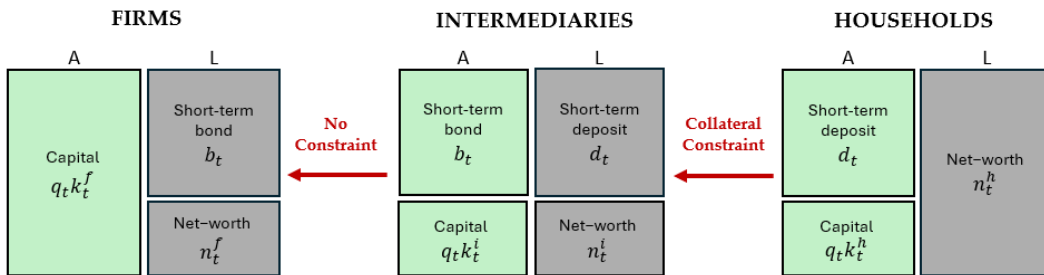 FIRMS
INTERMEDIARIES
HOUSEHOLDS
A
L
A
L
A
L
Capital
q_t k_t^f
Short-term
bond
b_t
Net–worth
n_t^f
No
Constraint
Short-term
bond
b_t
Capital
q_t k_t^i
Short-term
deposit
d_t
Net–worth
n_t^i
Collateral
Constraint
Short-term
deposit
d_t
Capital
q_t k_t^h
Net–worth
n_t^h